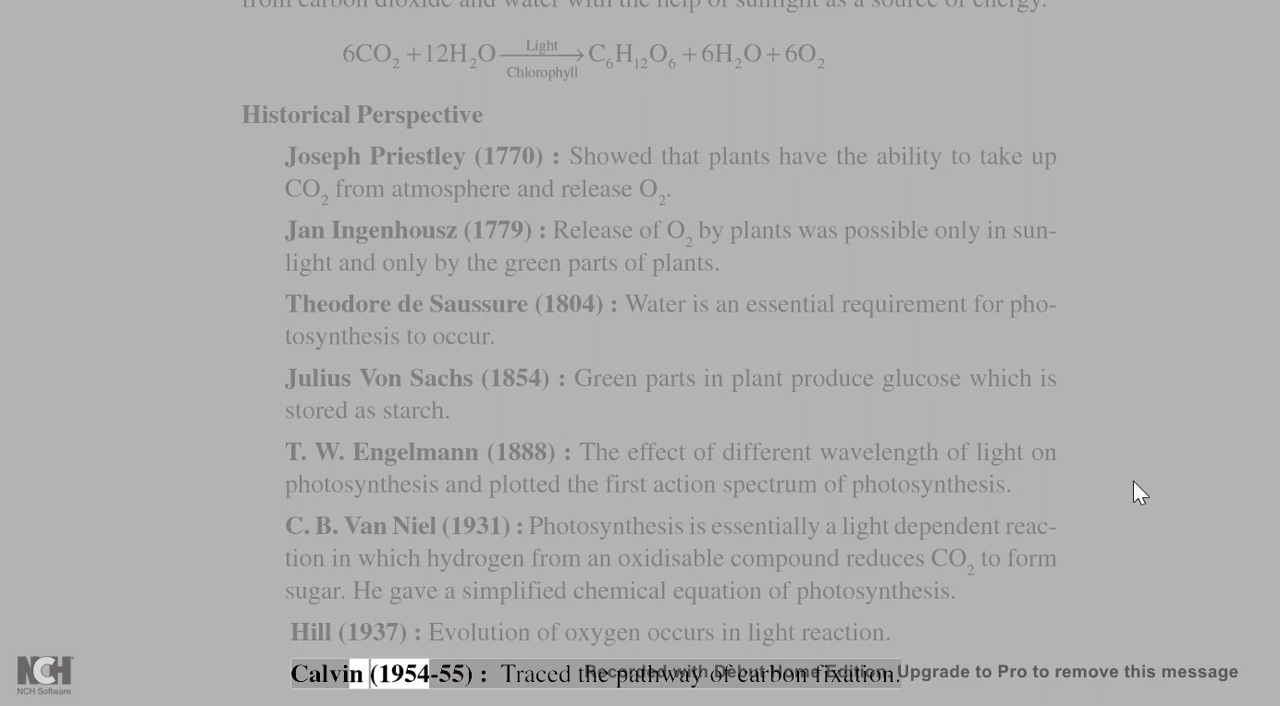 from carbon dioxide and water with the help of sunlight as a source of energy.
6CO₂ + 12H₂O —Light/Chlorophyll→ C₆H₁₂O₆ + 6H₂O + 6O₂
Historical Perspective
Joseph Priestley (1770) : Showed that plants have the ability to take up
CO₂ from atmosphere and release O₂.
Jan Ingenhousz (1779) : Release of O₂ by plants was possible only in sun-
light and only by the green parts of plants.
Theodore de Saussure (1804) : Water is an essential requirement for pho-
tosynthesis to occur.
Julius Von Sachs (1854) : Green parts in plant produce glucose which is
stored as starch.
T. W. Engelmann (1888) : The effect of different wavelength of light on
photosynthesis and plotted the first action spectrum of photosynthesis.
C. B. Van Niel (1931) : Photosynthesis is essentially a light dependent reac-
tion in which hydrogen from an oxidisable compound reduces CO₂ to form
sugar. He gave a simplified chemical equation of photosynthesis.
Hill (1937) : Evolution of oxygen occurs in light reaction.
Calvin (1954-55) : Traced the pathway of carbon fixation.
Recorded with Debut Home Edition. Upgrade to Pro to remove this message
NCH
NCH Software